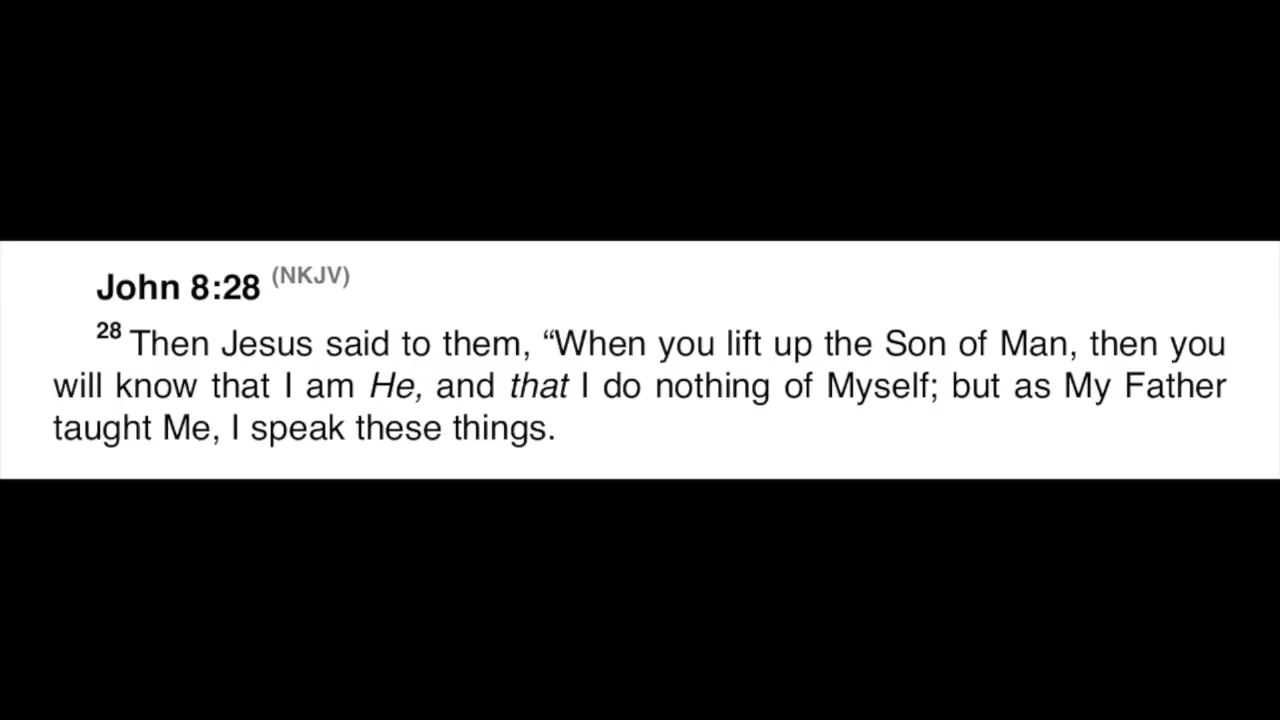 John 8:28 (NKJV)
28 Then Jesus said to them, “When you lift up the Son of Man, then you
will know that I am He, and that I do nothing of Myself; but as My Father
taught Me, I speak these things.